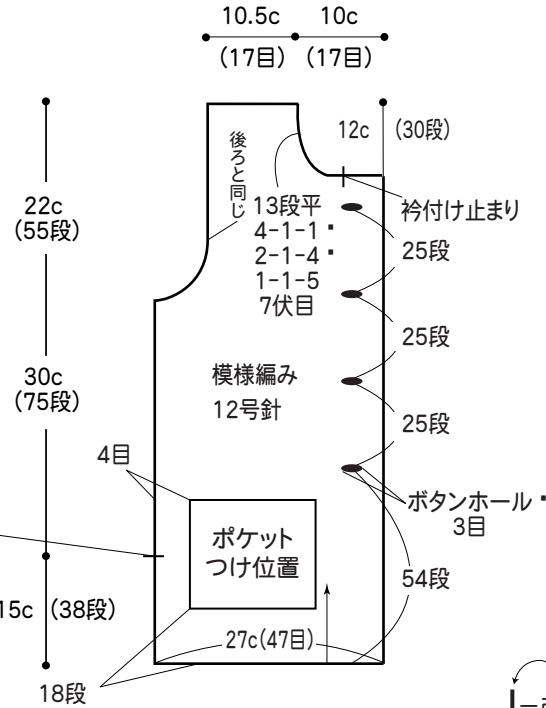 10.5c 10c
(17目) (17目)
12c (30段)
後ろと同じ
13段平
4-1-1
2-1-4
1-1-5
7伏目
衿付け止まり
22c
(55段)
25段
25段
25段
30c
(75段)
模様編み
12号針
4目
ボタンホール
3目
ポケット
つけ位置
54段
15c (38段)
27c(47目)
18段